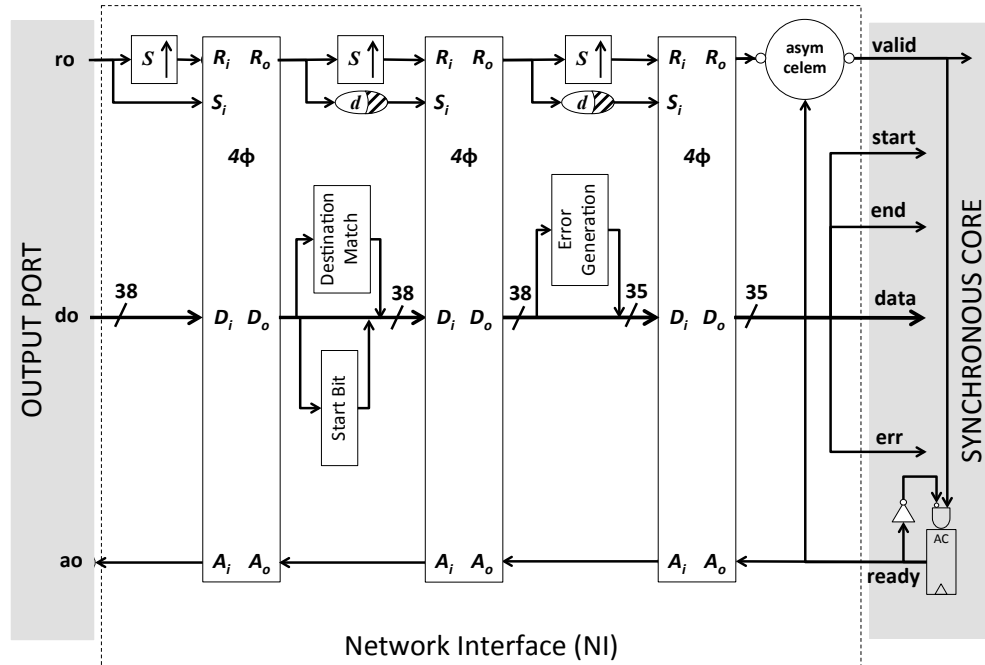 ro
S
R_i R_o
S
R_i R_o
S
R_i R_o
asym
celem
valid
S_i
d
S_i
d
S_i
start
4ϕ
4ϕ
4ϕ
Destination
Match
Error
Generation
end
OUTPUT PORT
38
38
38
35
35
do
D_i D_o
D_i D_o
D_i D_o
data
SYNCHRONOUS CORE
Start Bit
err
AC
ao
A_i A_o
A_i A_o
A_i A_o
ready
Network Interface (NI)